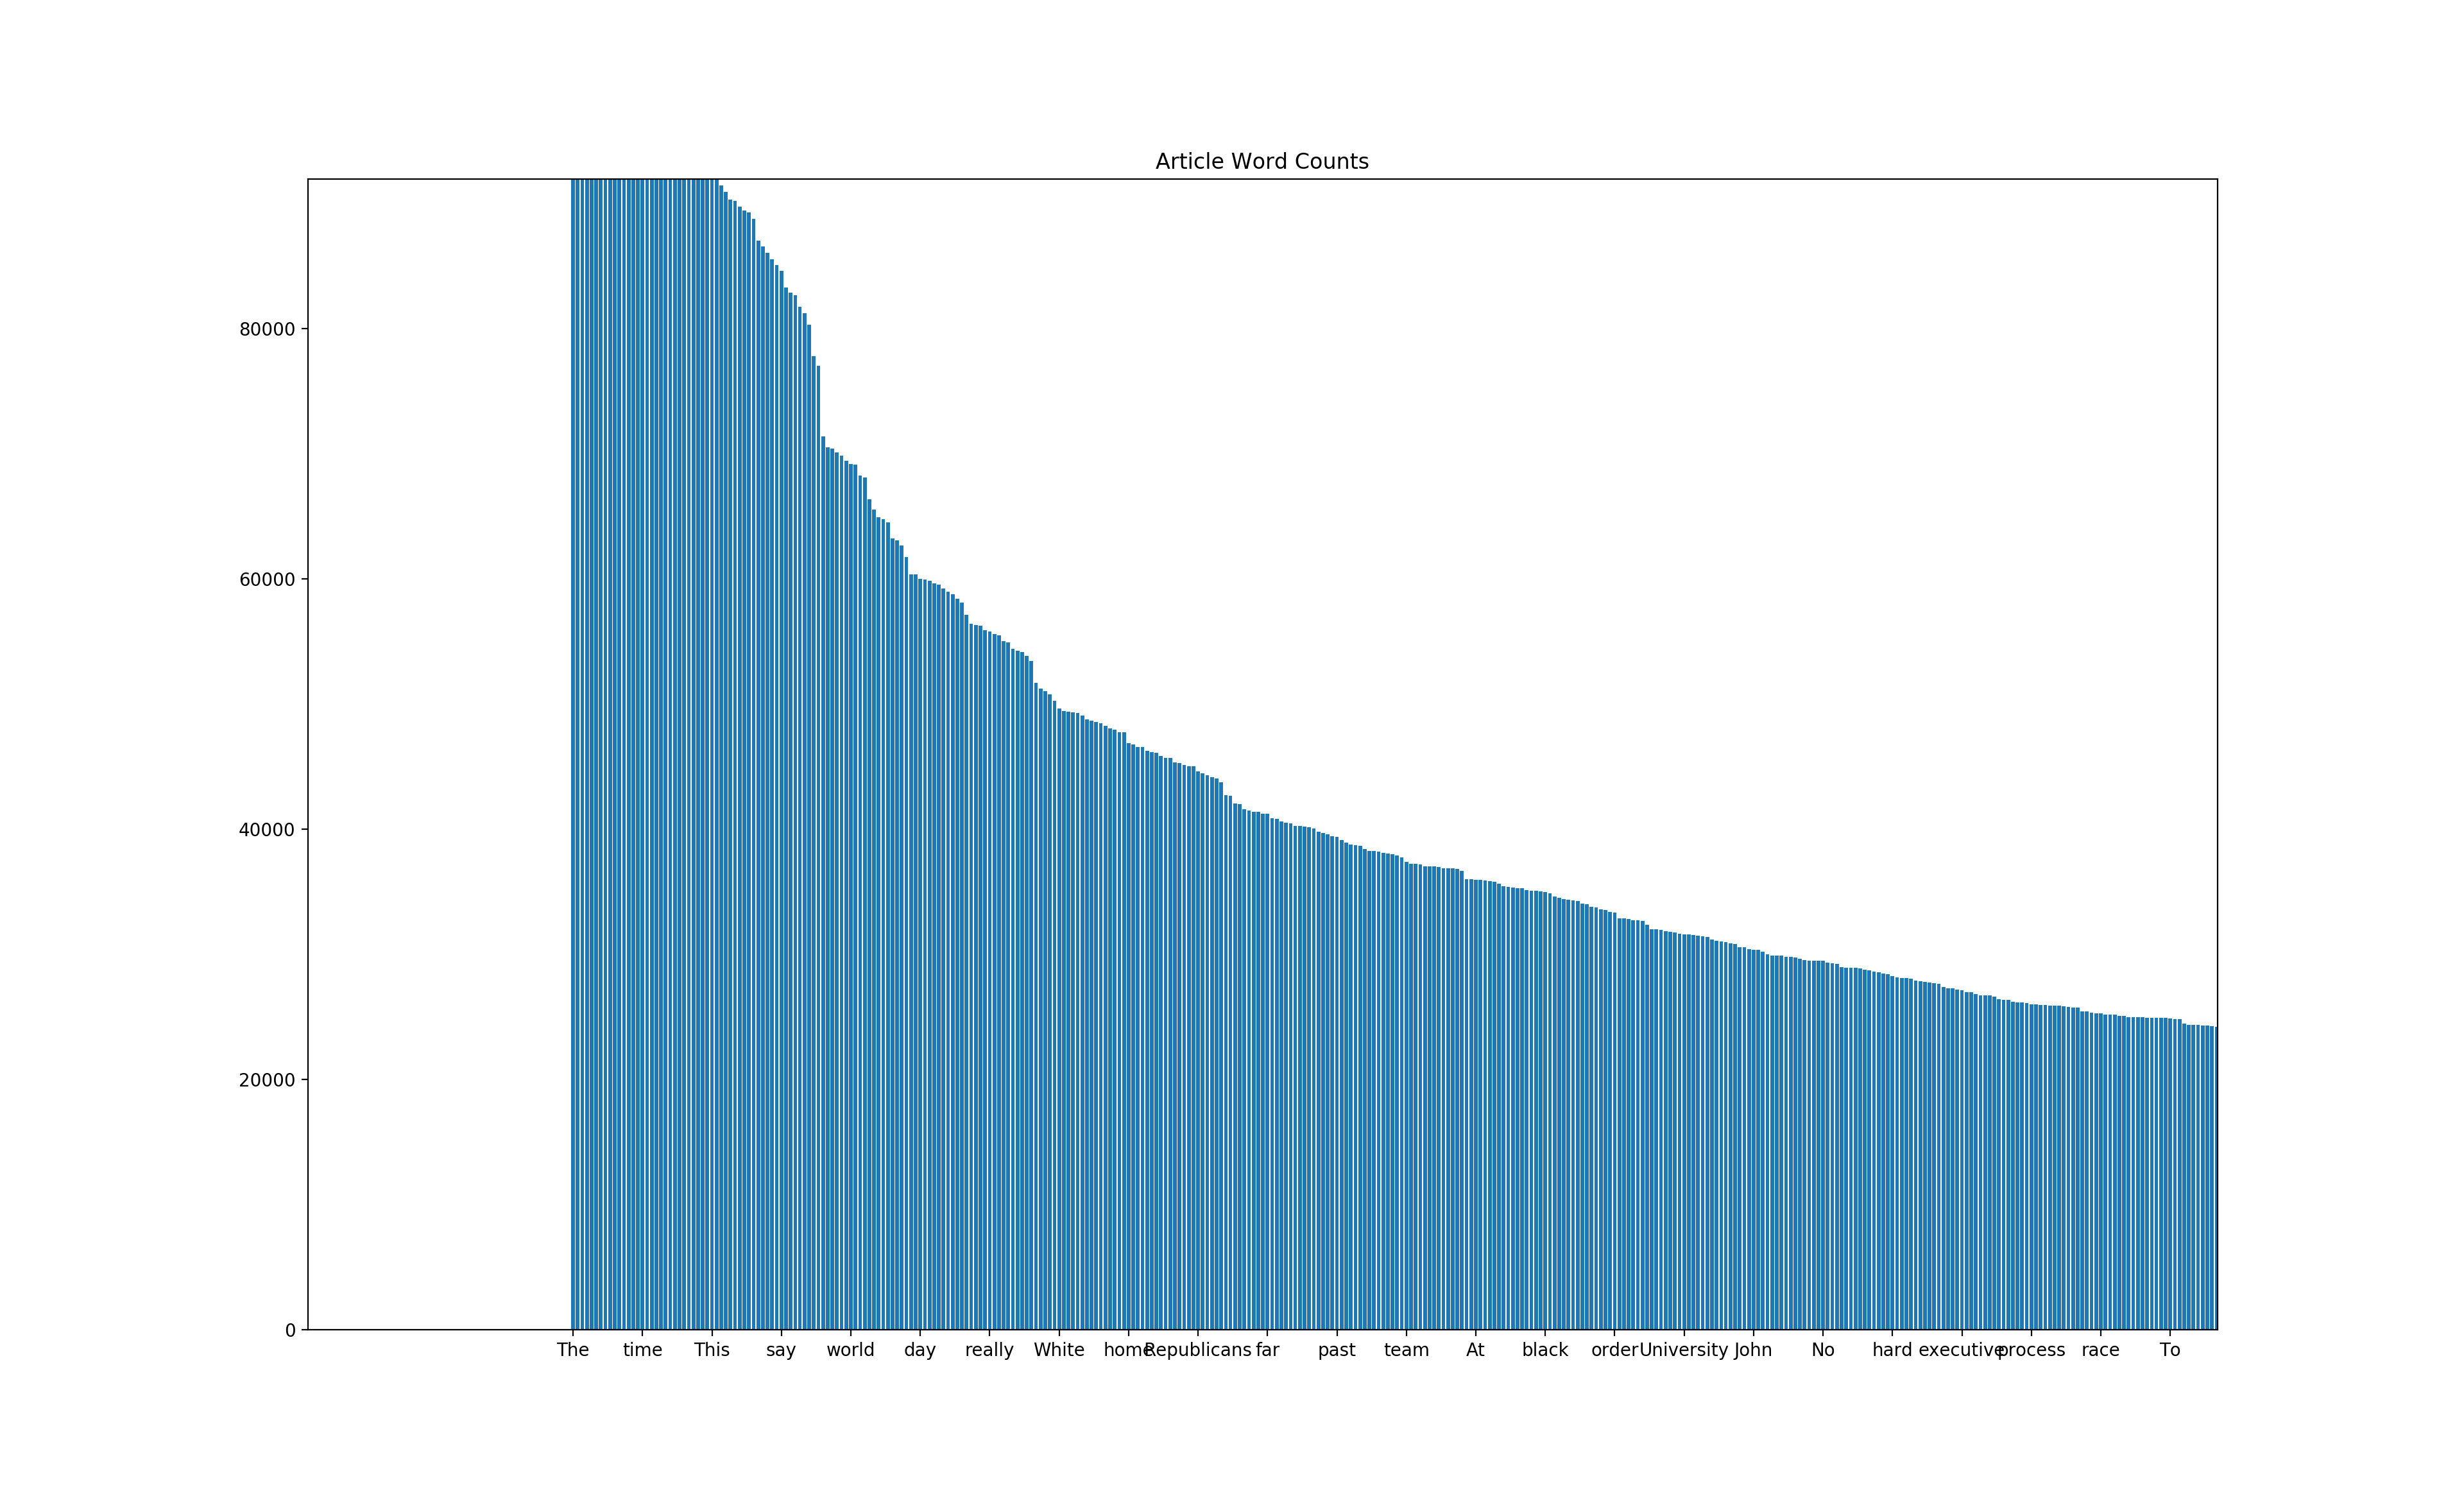 Article Word Counts
80000
60000
40000
20000
0
The time This say world day really White home Republicans far past team At black order University John No hard executive process race To